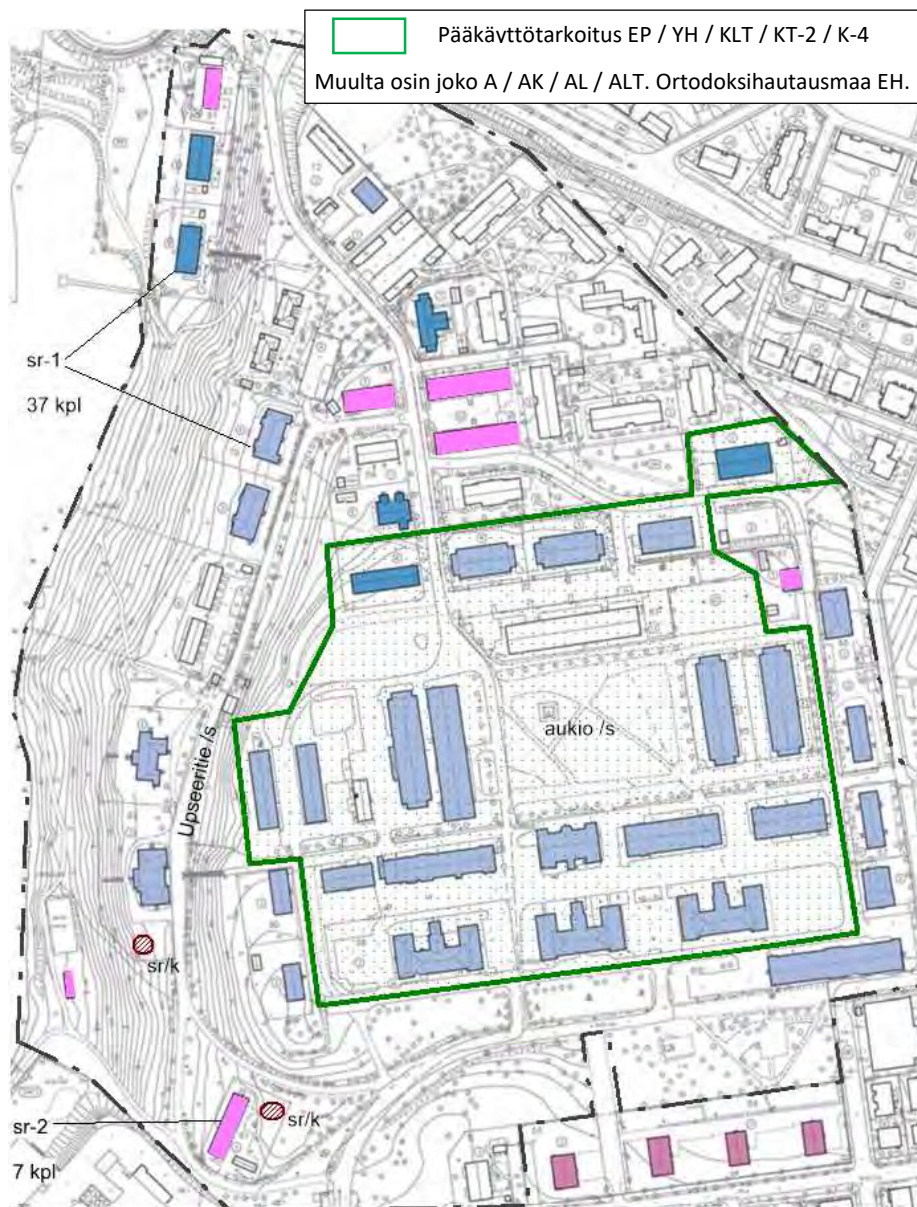 Pääkäyttötarkoitus EP / YH / KLT / KT-2 / K-4
Muulta osin joko A / AK / AL / ALT. Ortodoksihautausmaa EH.
sr-1
37 kpl
aukio /s
Upseeritie /s
sr/k
sr/k
sr-2
7 kpl